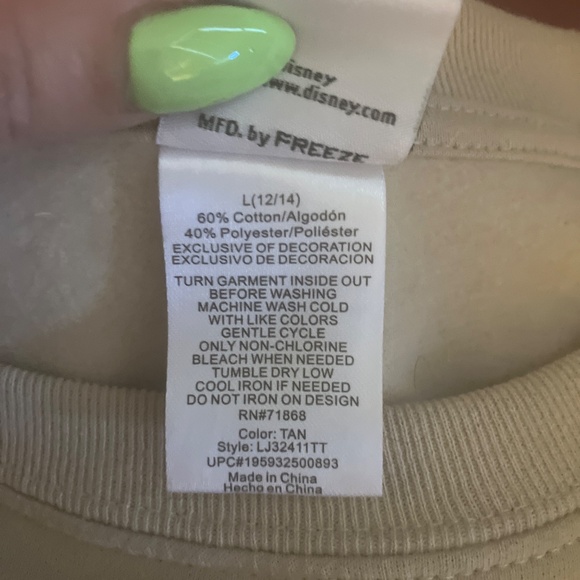 isney
ww.disney.com
MFD. by FREEZE
L(12/14)
60% Cotton/Algodón
40% Polyester/Poliéster
EXCLUSIVE OF DECORATION
EXCLUSIVO DE DECORACION
TURN GARMENT INSIDE OUT
BEFORE WASHING
MACHINE WASH COLD
WITH LIKE COLORS
GENTLE CYCLE
ONLY NON-CHLORINE
BLEACH WHEN NEEDED
TUMBLE DRY LOW
COOL IRON IF NEEDED
DO NOT IRON ON DESIGN
RN#71868
Color: TAN
Style: LJ32411TT
UPC#195932500893
Made in China
Hecho en China